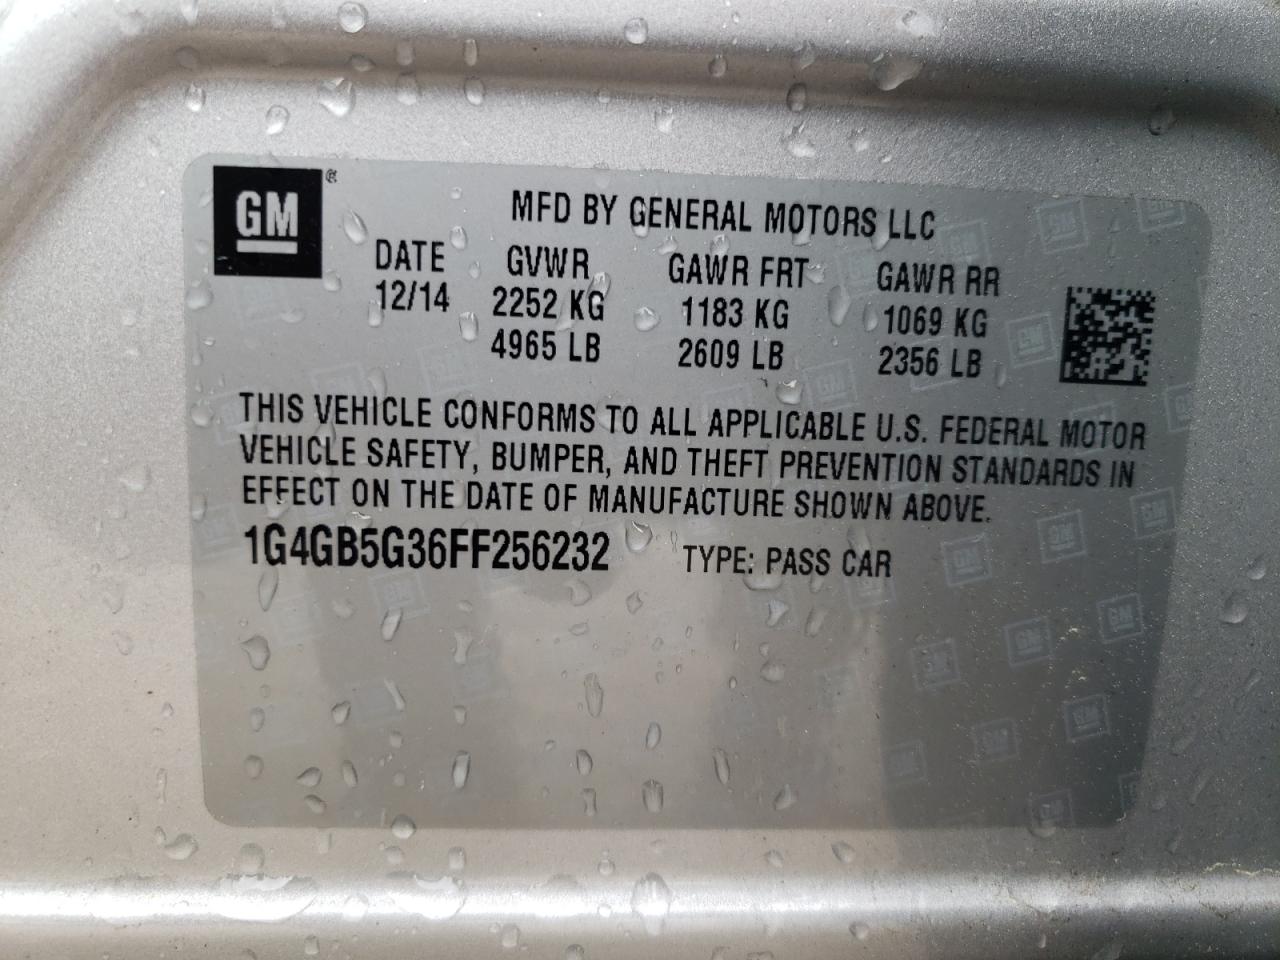 GM ®
MFD BY GENERAL MOTORS LLC
DATE GVWR GAWR FRT GAWR RR
12/14 2252 KG 1183 KG 1069 KG
4965 LB 2609 LB 2356 LB
THIS VEHICLE CONFORMS TO ALL APPLICABLE U.S. FEDERAL MOTOR
VEHICLE SAFETY, BUMPER, AND THEFT PREVENTION STANDARDS IN
EFFECT ON THE DATE OF MANUFACTURE SHOWN ABOVE.
1G4GB5G36FF256232 TYPE: PASS CAR